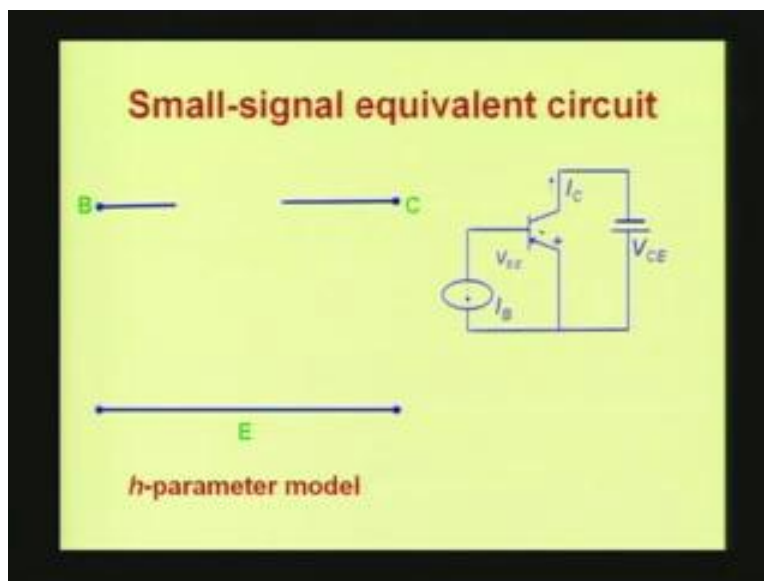 Small-signal equivalent circuit
B
C
I_C
V_CE
I_B
E
h-parameter model